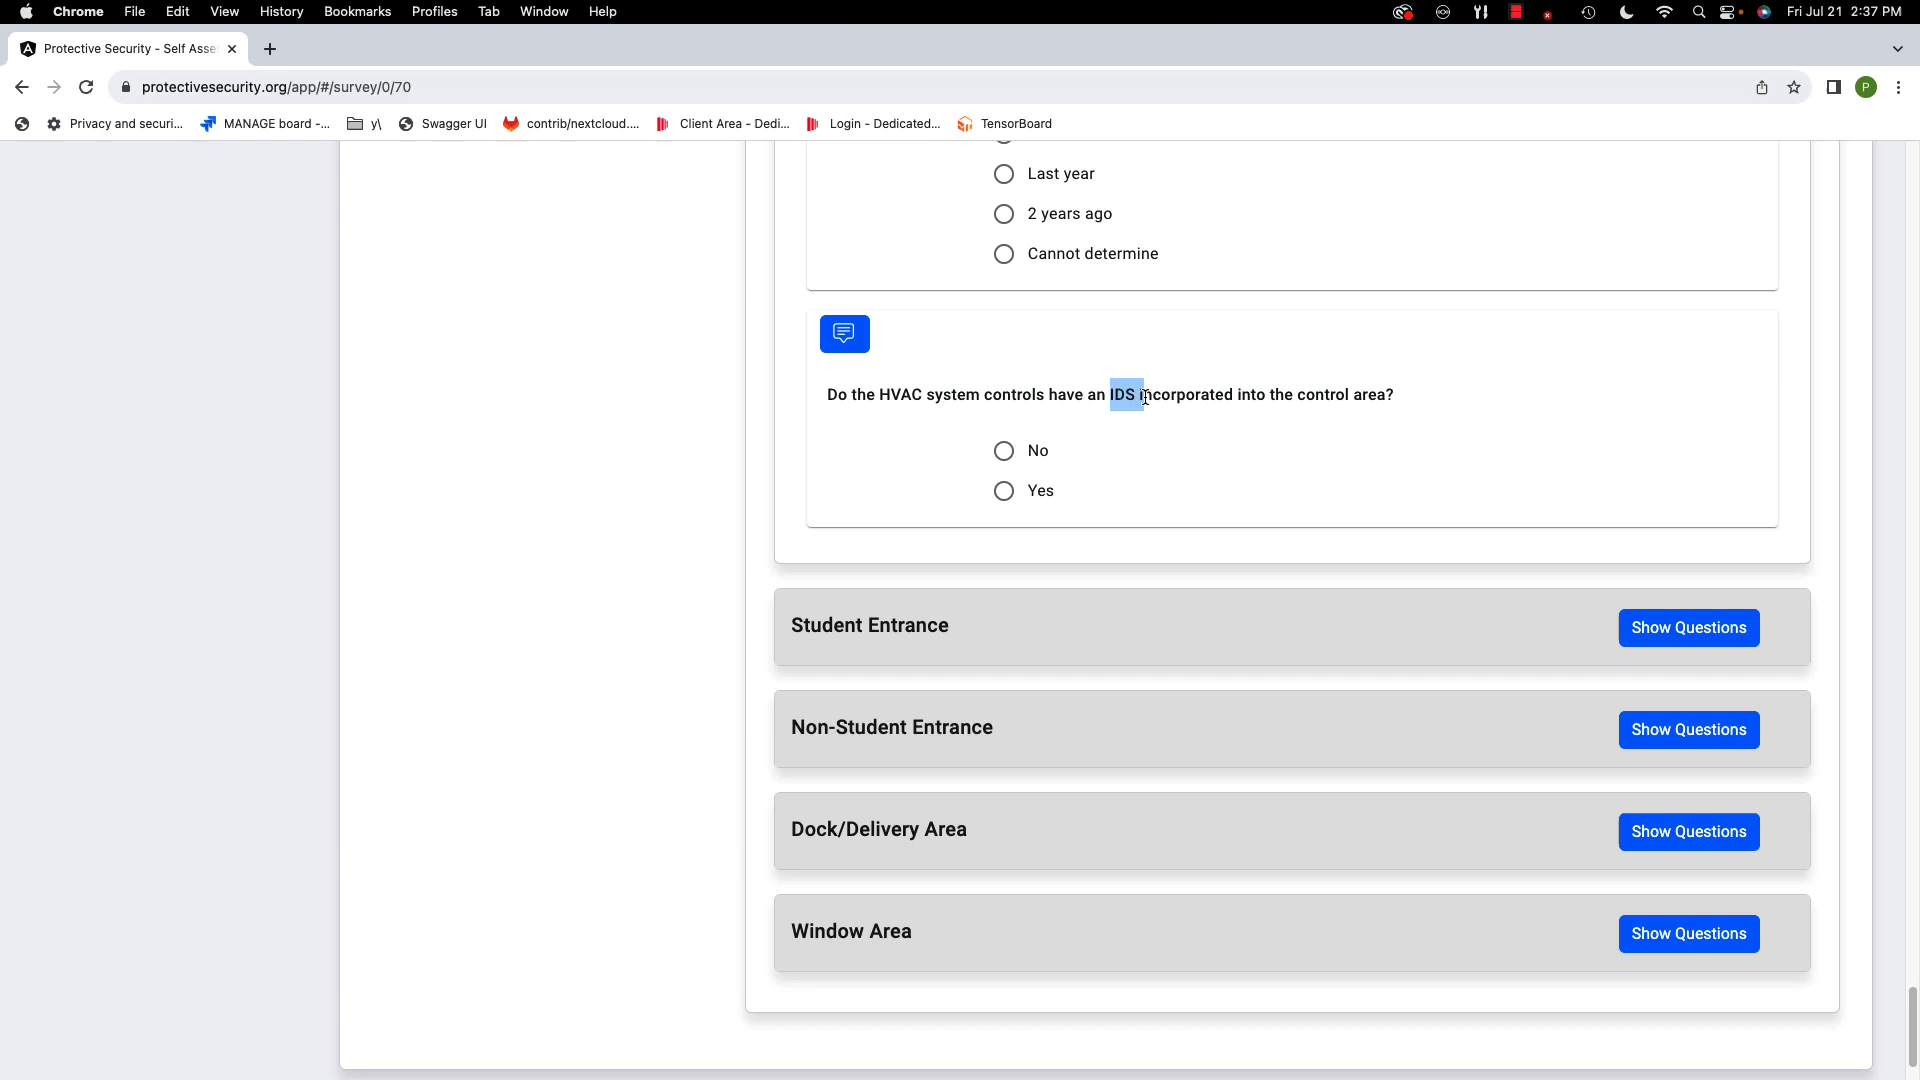 Chrome File Edit View History Bookmarks Profiles Tab Window Help Fri Jul 21 2:37 PM
Protective Security - Self Asse
protectivesecurity.org/app/#/survey/0/70 P
Privacy and securi... MANAGE board -... y\ Swagger UI contrib/nextcloud.... Client Area - Dedi... Login - Dedicated... TensorBoard
Last year
2 years ago
Cannot determine
Do the HVAC system controls have an IDS incorporated into the control area?
No
Yes
Student Entrance Show Questions
Non-Student Entrance Show Questions
Dock/Delivery Area Show Questions
Window Area Show Questions